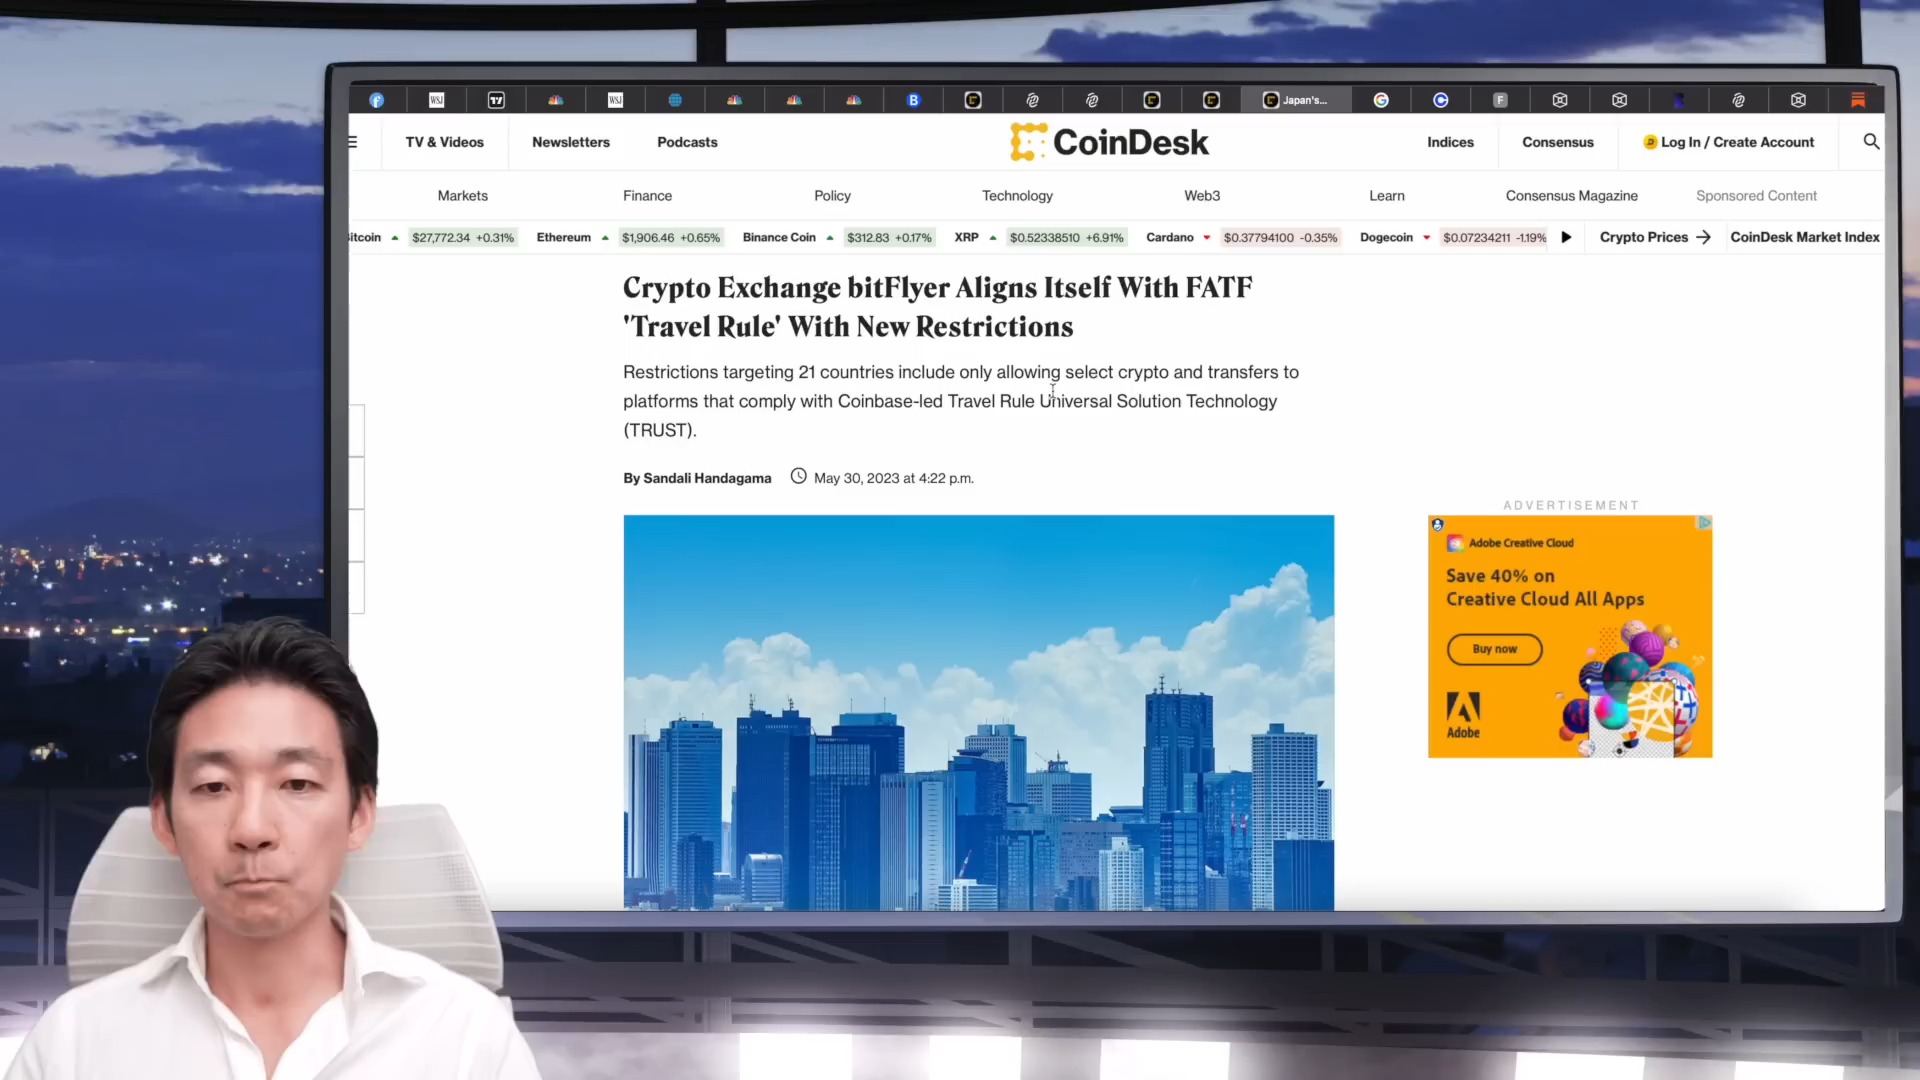 WSJ
17
WSJ
B
Japan's...
G
C
F
TV & Videos
Newsletters
Podcasts
CoinDesk
Indices
Consensus
Log In / Create Account
Markets
Finance
Policy
Technology
Web3
Learn
Consensus Magazine
Sponsored Content
itcoin $27,772.34 +0.31%
Ethereum $1,906.46 +0.65%
Binance Coin $312.83 +0.17%
XRP $0.52338510 +6.91%
Cardano $0.37794100 -0.35%
Dogecoin $0.07234211 -1.19%
Crypto Prices
CoinDesk Market Index
Crypto Exchange bitFlyer Aligns Itself With FATF
'Travel Rule' With New Restrictions
Restrictions targeting 21 countries include only allowing select crypto and transfers to
platforms that comply with Coinbase-led Travel Rule Universal Solution Technology
(TRUST).
By Sandali Handagama
May 30, 2023 at 4:22 p.m.
ADVERTISEMENT
Adobe Creative Cloud
Save 40% on
Creative Cloud All Apps
Buy now
Adobe